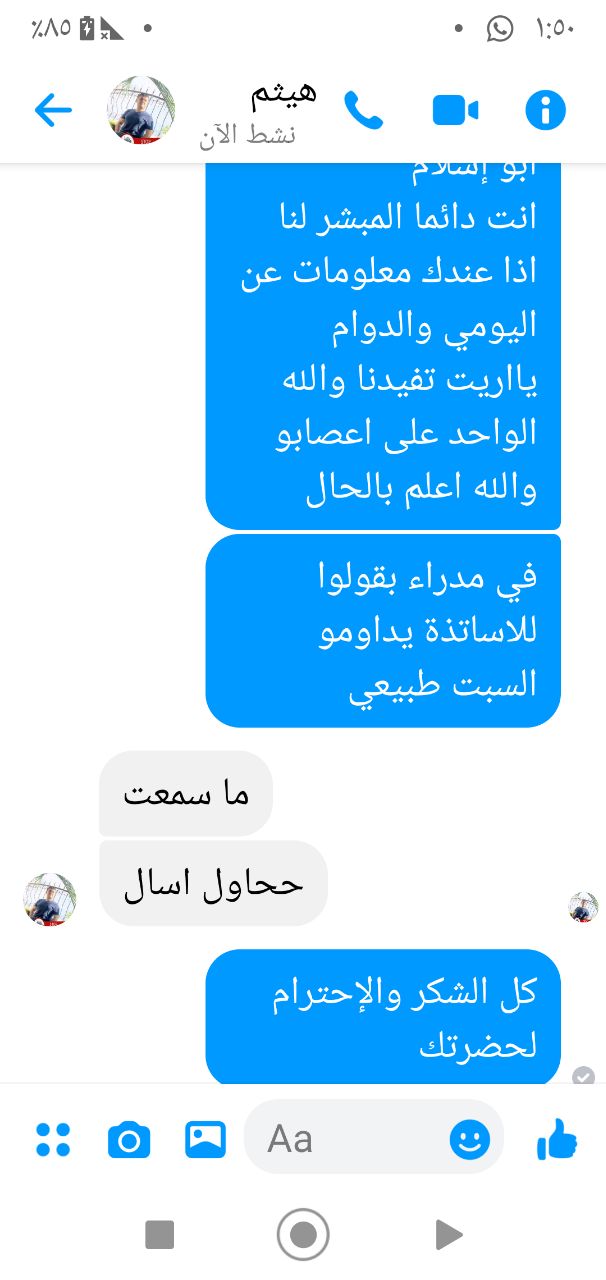 ٪٨٥
١:٥٠
هيثم
نشط الآن
ابو إسلام
انت دائما المبشر لنا
اذا عندك معلومات عن
اليومي والدوام
يااريت تفيدنا والله
الواحد على اعصابو
والله اعلم بالحال
في مدراء بقولوا
للاساتذة يداومو
السبت طبيعي
ما سمعت
ححاول اسال
كل الشكر والإحترام
لحضرتك
Aa